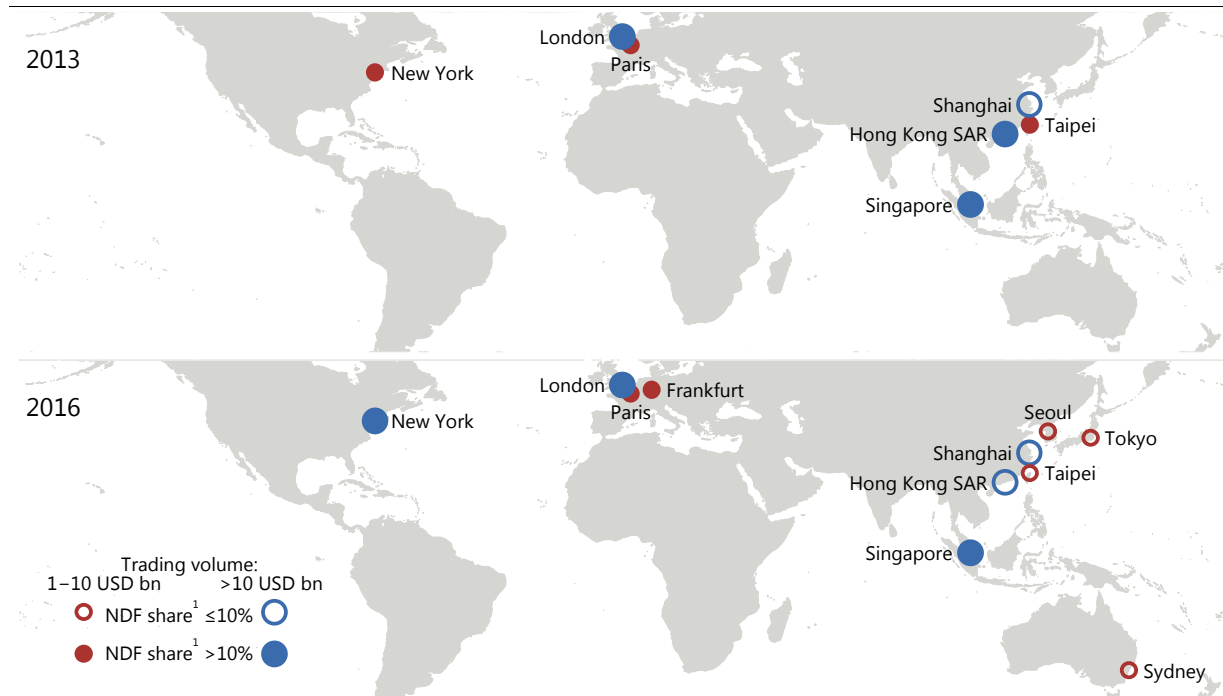 2013
London
Paris
New York
Shanghai
Hong Kong SAR
Taipei
Singapore
2016
London
Paris
Frankfurt
New York
Seoul
Tokyo
Shanghai
Hong Kong SAR
Taipei
Singapore
Sydney
Trading volume:
1–10 USD bn >10 USD bn
NDF share1 ≤10%
NDF share1 >10%